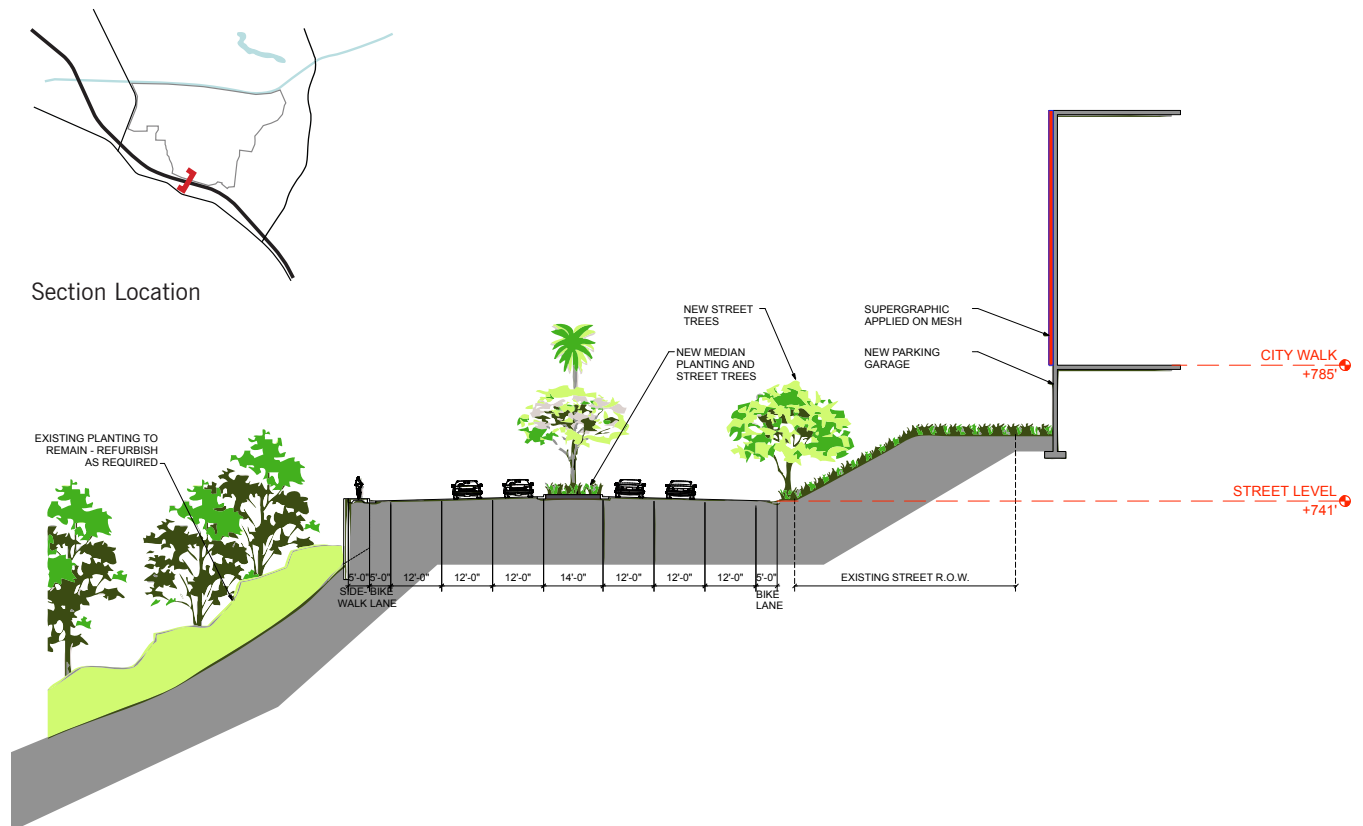 Section Location
NEW STREET
TREES
SUPERGRAPHIC
APPLIED ON MESH
NEW MEDIAN
PLANTING AND
STREET TREES
NEW PARKING
GARAGE
CITY WALK
+785'
EXISTING PLANTING TO
REMAIN - REFURBISH
AS REQUIRED
STREET LEVEL
+741'
5'-0" 5'-0" 12'-0" 12'-0" 12'-0" 14'-0" 12'-0" 12'-0" 12'-0" 5'-0" EXISTING STREET R.O.W.
SIDE- BIKE
WALK LANE
BIKE
LANE